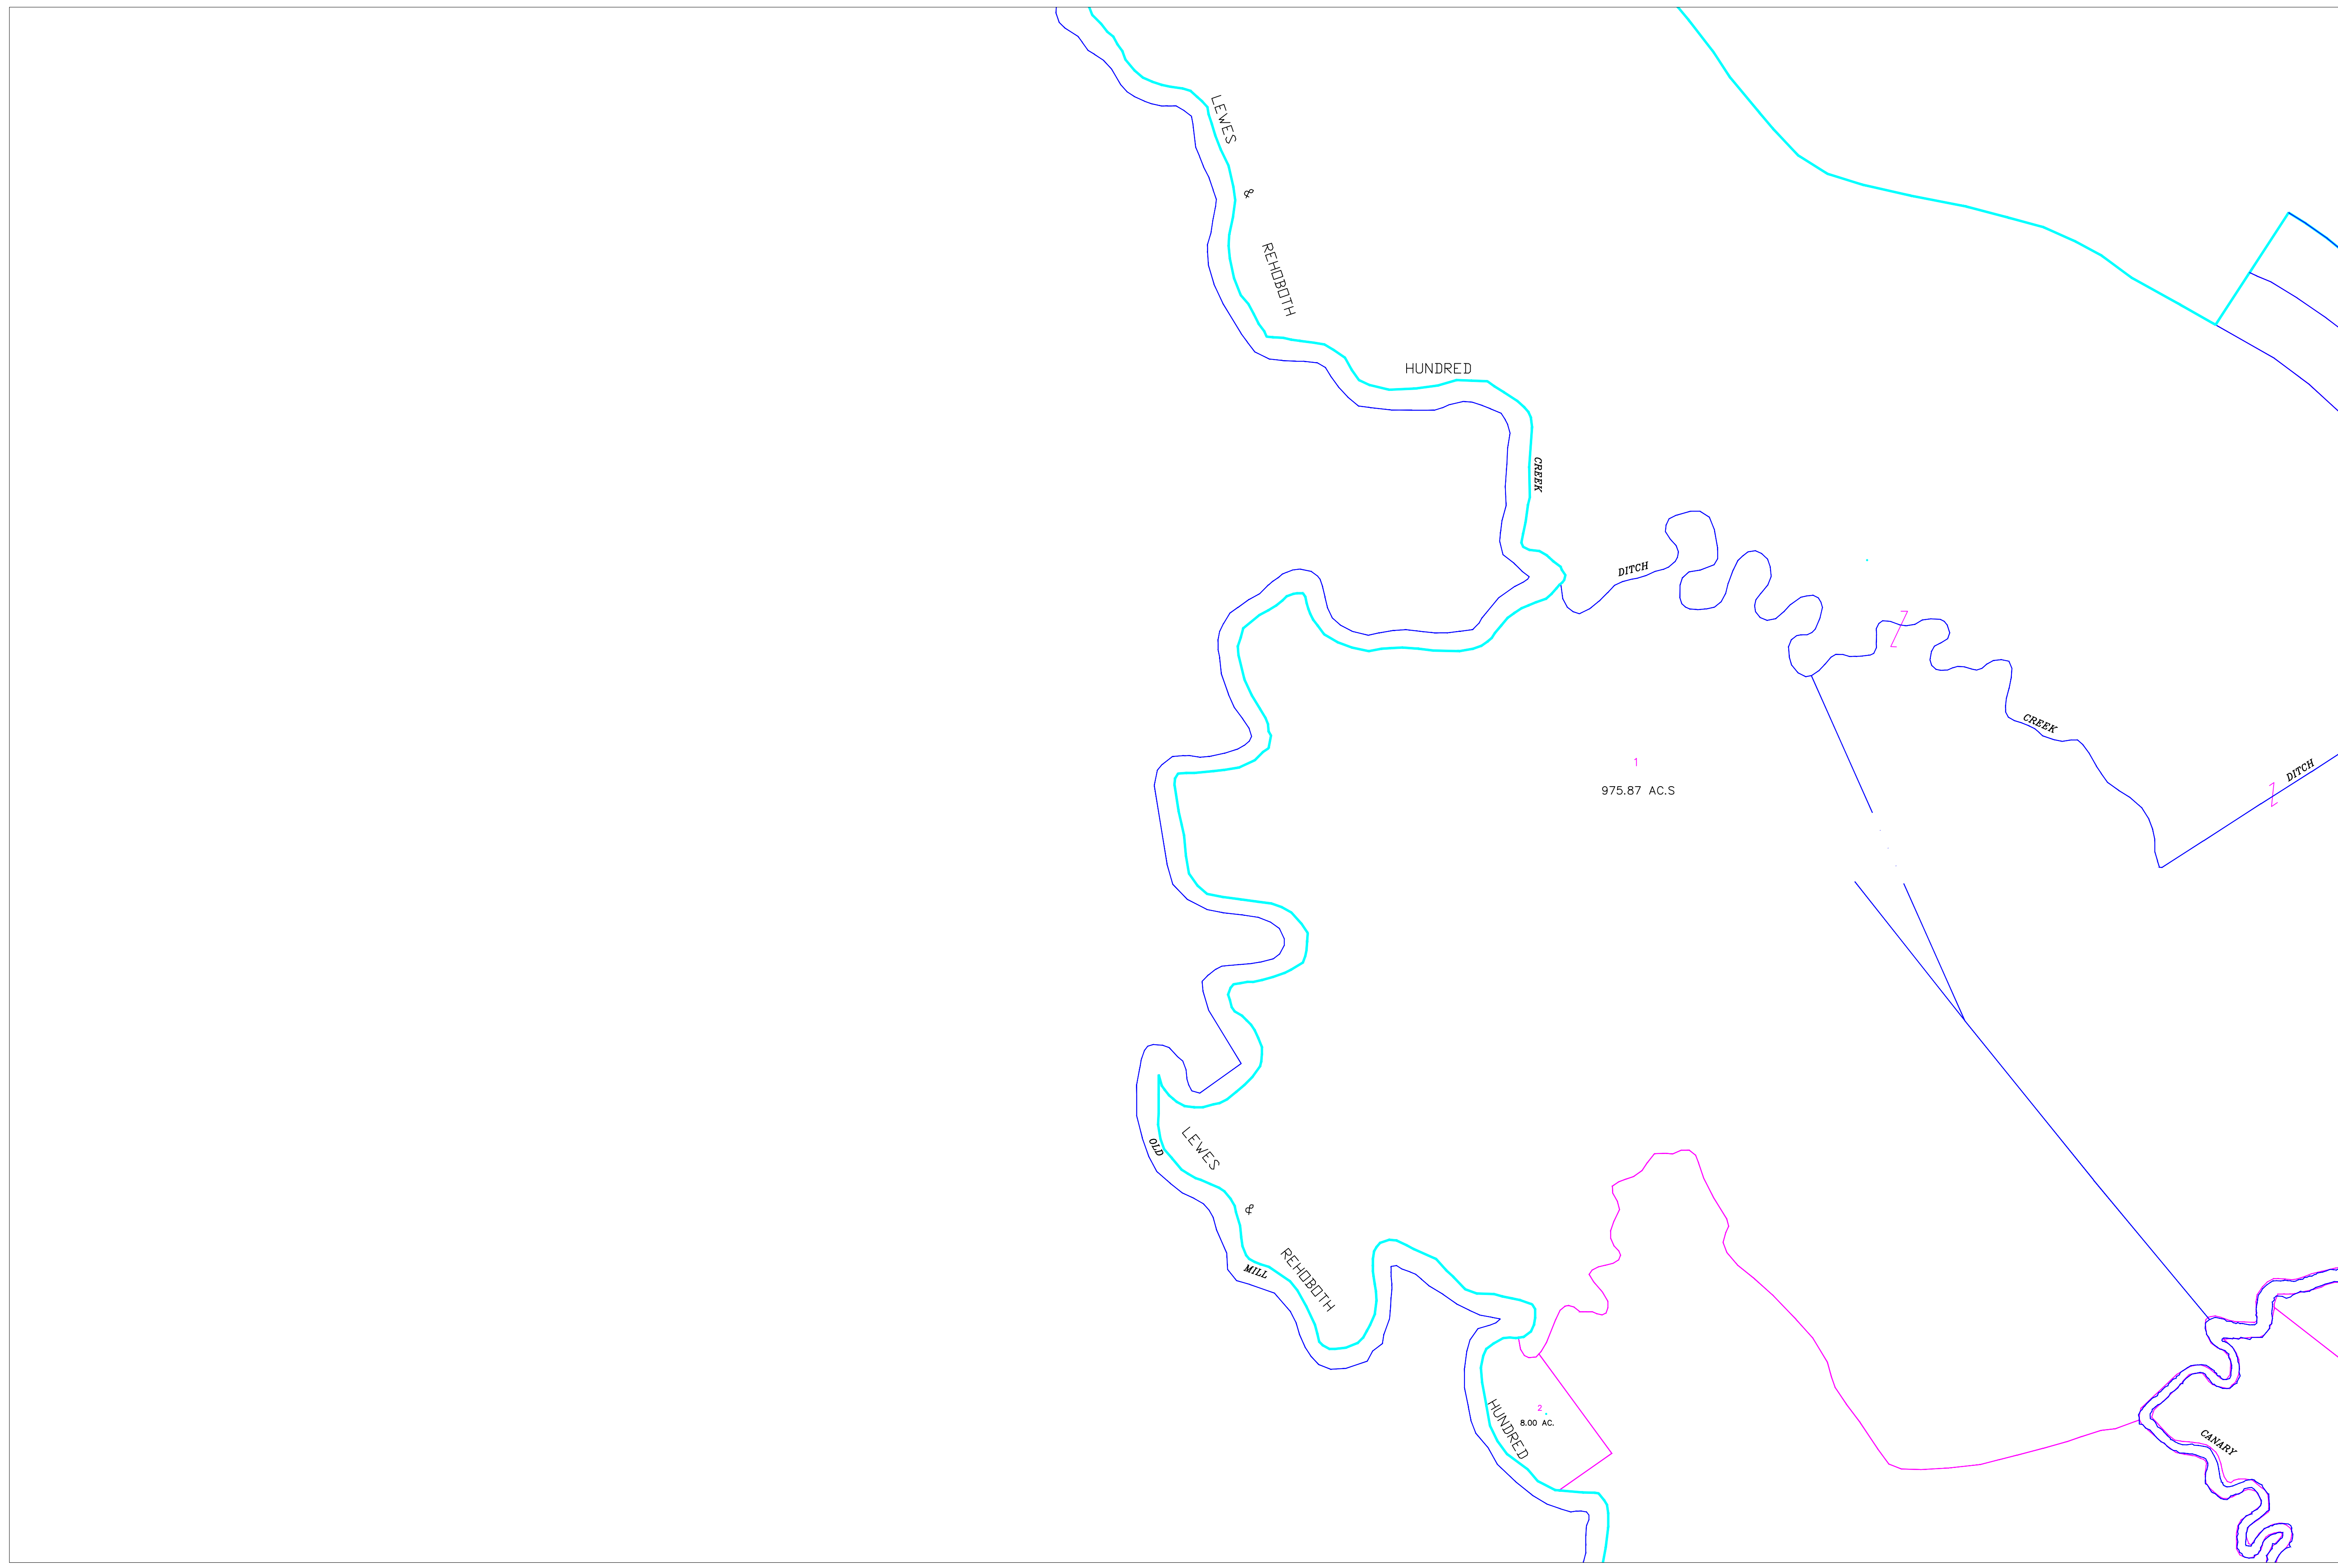 LEWES
&
REHOBOTH
HUNDRED
CREEK
DITCH
CREEK
DITCH
1
975.87 AC.S
OLD
LEWES
&
REHOBOTH
MILL
HUNDRED
2
8.00 AC.
CANARY